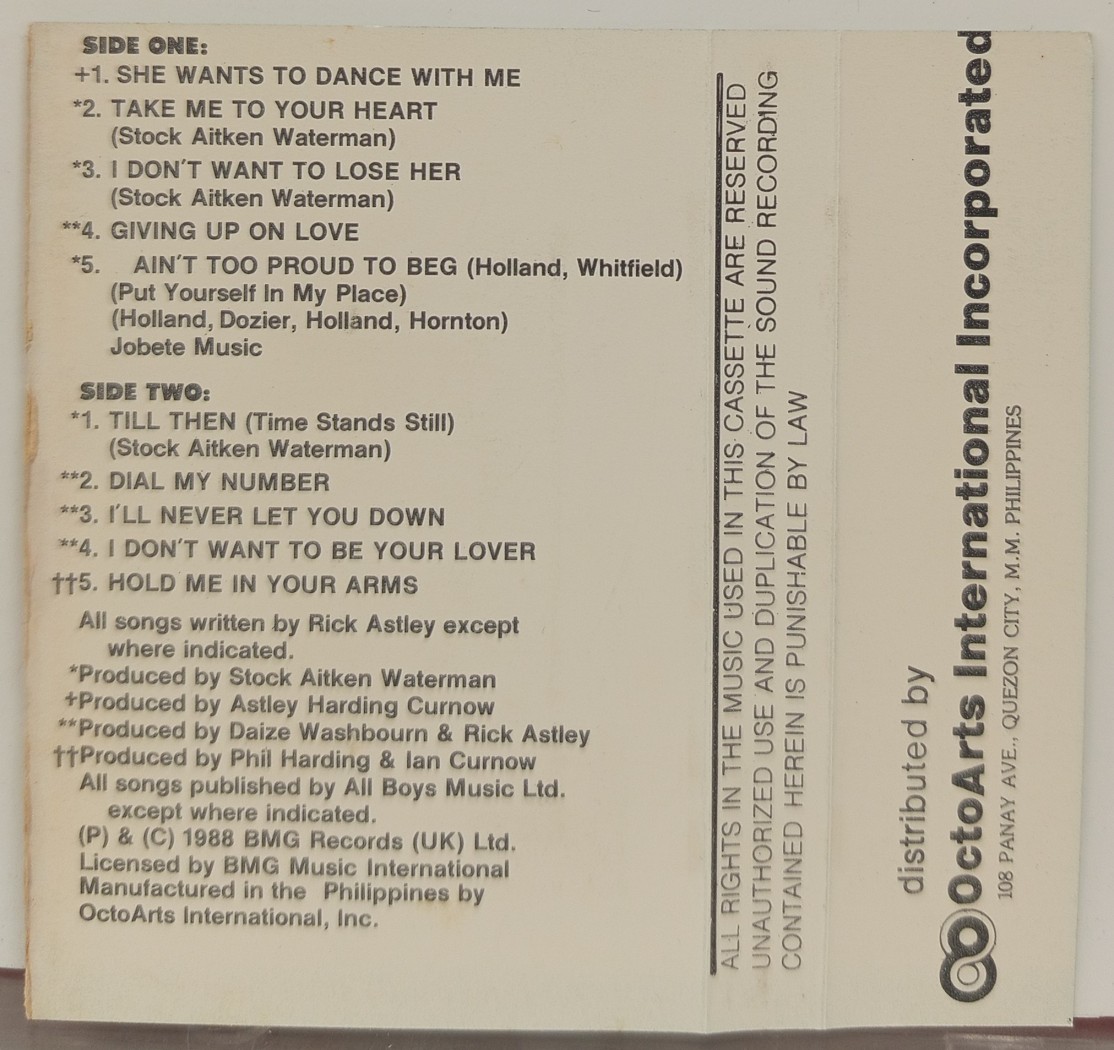 SIDE ONE:
+1. SHE WANTS TO DANCE WITH ME
*2. TAKE ME TO YOUR HEART
(Stock Aitken Waterman)
*3. I DON'T WANT TO LOSE HER
(Stock Aitken Waterman)
**4. GIVING UP ON LOVE
*5. AIN'T TOO PROUD TO BEG (Holland, Whitfield)
(Put Yourself In My Place)
(Holland, Dozier, Holland, Hornton)
Jobete Music
SIDE TWO:
*1. TILL THEN (Time Stands Still)
(Stock Aitken Waterman)
**2. DIAL MY NUMBER
**3. I'LL NEVER LET YOU DOWN
**4. I DON'T WANT TO BE YOUR LOVER
††5. HOLD ME IN YOUR ARMS
All songs written by Rick Astley except
where indicated.
*Produced by Stock Aitken Waterman
+Produced by Astley Harding Curnow
**Produced by Daize Washbourn & Rick Astley
††Produced by Phil Harding & Ian Curnow
All songs published by All Boys Music Ltd.
except where indicated.
(P) & (C) 1988 BMG Records (UK) Ltd.
Licensed by BMG Music International
Manufactured in the Philippines by
OctoArts International, Inc.
ALL RIGHTS IN THE MUSIC USED IN THIS CASSETTE ARE RESERVED
UNAUTHORIZED USE AND DUPLICATION OF THE SOUND RECORDING
CONTAINED HEREIN IS PUNISHABLE BY LAW
distributed by
OctoArts International Incorporated
108 PANAY AVE., QUEZON CITY, M.M. PHILIPPINES